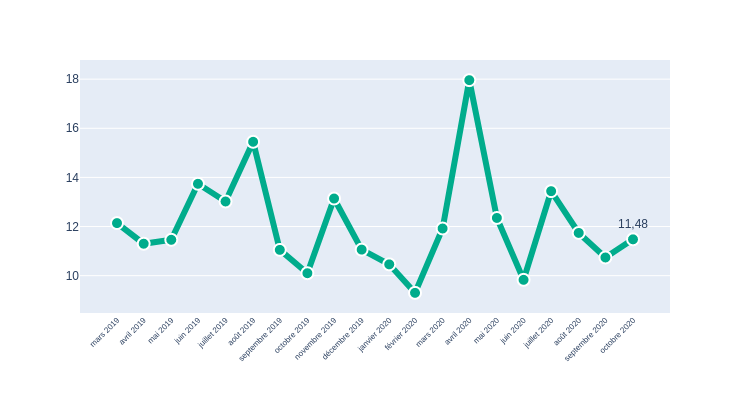 18
16
14
12
10
11,48
mars 2019
avril 2019
mai 2019
juin 2019
juillet 2019
août 2019
septembre 2019
octobre 2019
novembre 2019
décembre 2019
janvier 2020
février 2020
mars 2020
avril 2020
mai 2020
juin 2020
juillet 2020
août 2020
septembre 2020
octobre 2020